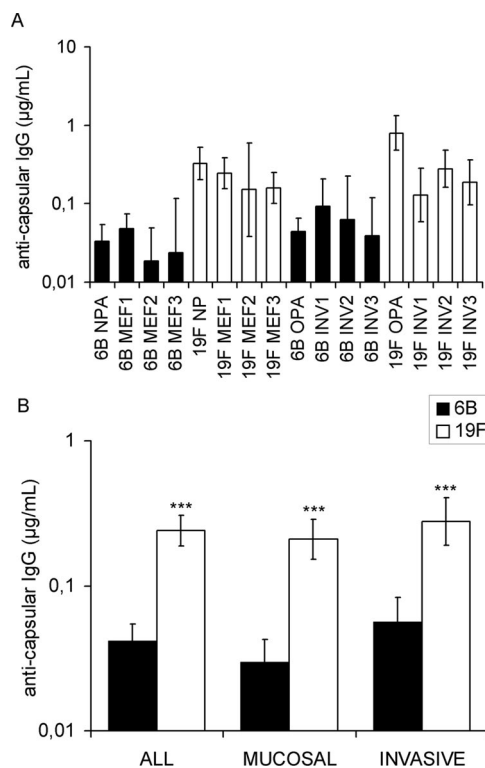 A
anti-capsular IgG (µg/mL)
10
1
0,1
0,01
6B NPA
6B MEF1
6B MEF2
6B MEF3
19F NP
19F MEF1
19F MEF2
19F MEF3
6B OPA
6B INV1
6B INV2
6B INV3
19F OPA
19F INV1
19F INV2
19F INV3
B
6B
19F
anti-capsular IgG (µg/mL)
1
0,1
0,01
***
***
***
ALL MUCOSAL INVASIVE